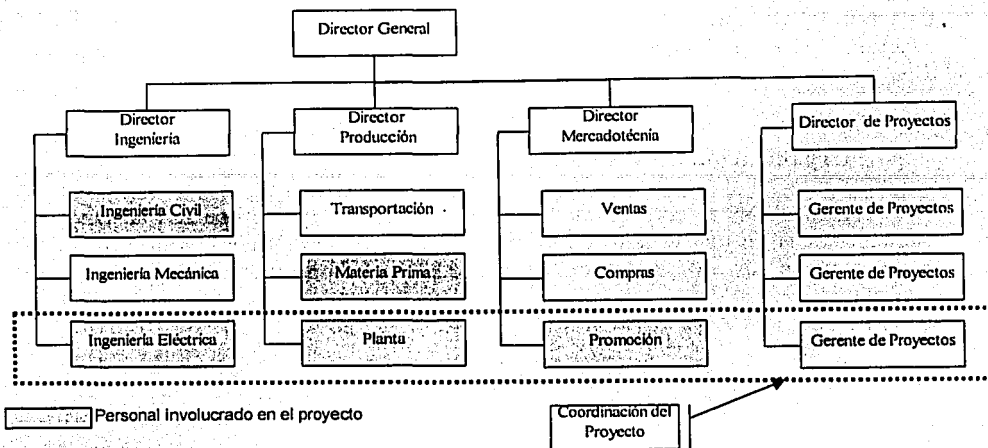 Director General
Director
Ingeniería
Director
Producción
Director
Mercadotécnia
Director de Proyectos
Ingeniería Civil
Transportación
Ventas
Gerente de Proyectos
Ingeniería Mecánica
Materia Prima
Compras
Gerente de Proyectos
Ingeniería Eléctrica
Planta
Promoción
Gerente de Proyectos
Personal involucrado en el proyecto
Coordinación del
Proyecto